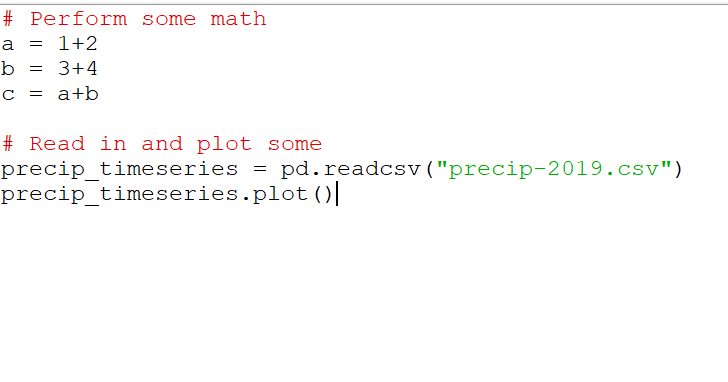 # Perform some math
a = 1+2
b = 3+4
c = a+b
# Read in and plot some
precip_timeseries = pd.readcsv("precip-2019.csv")
precip_timeseries.plot()